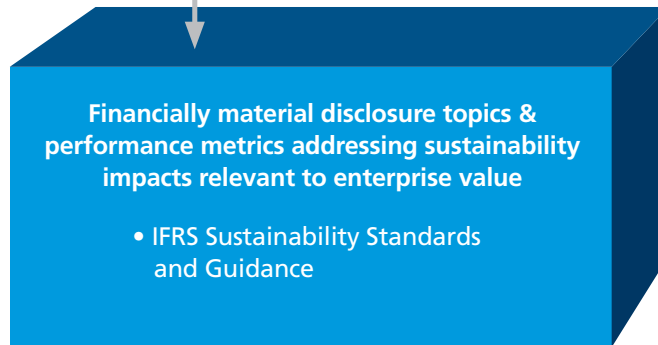 Financially material disclosure topics &
performance metrics addressing sustainability
impacts relevant to enterprise value
• IFRS Sustainability Standards
and Guidance